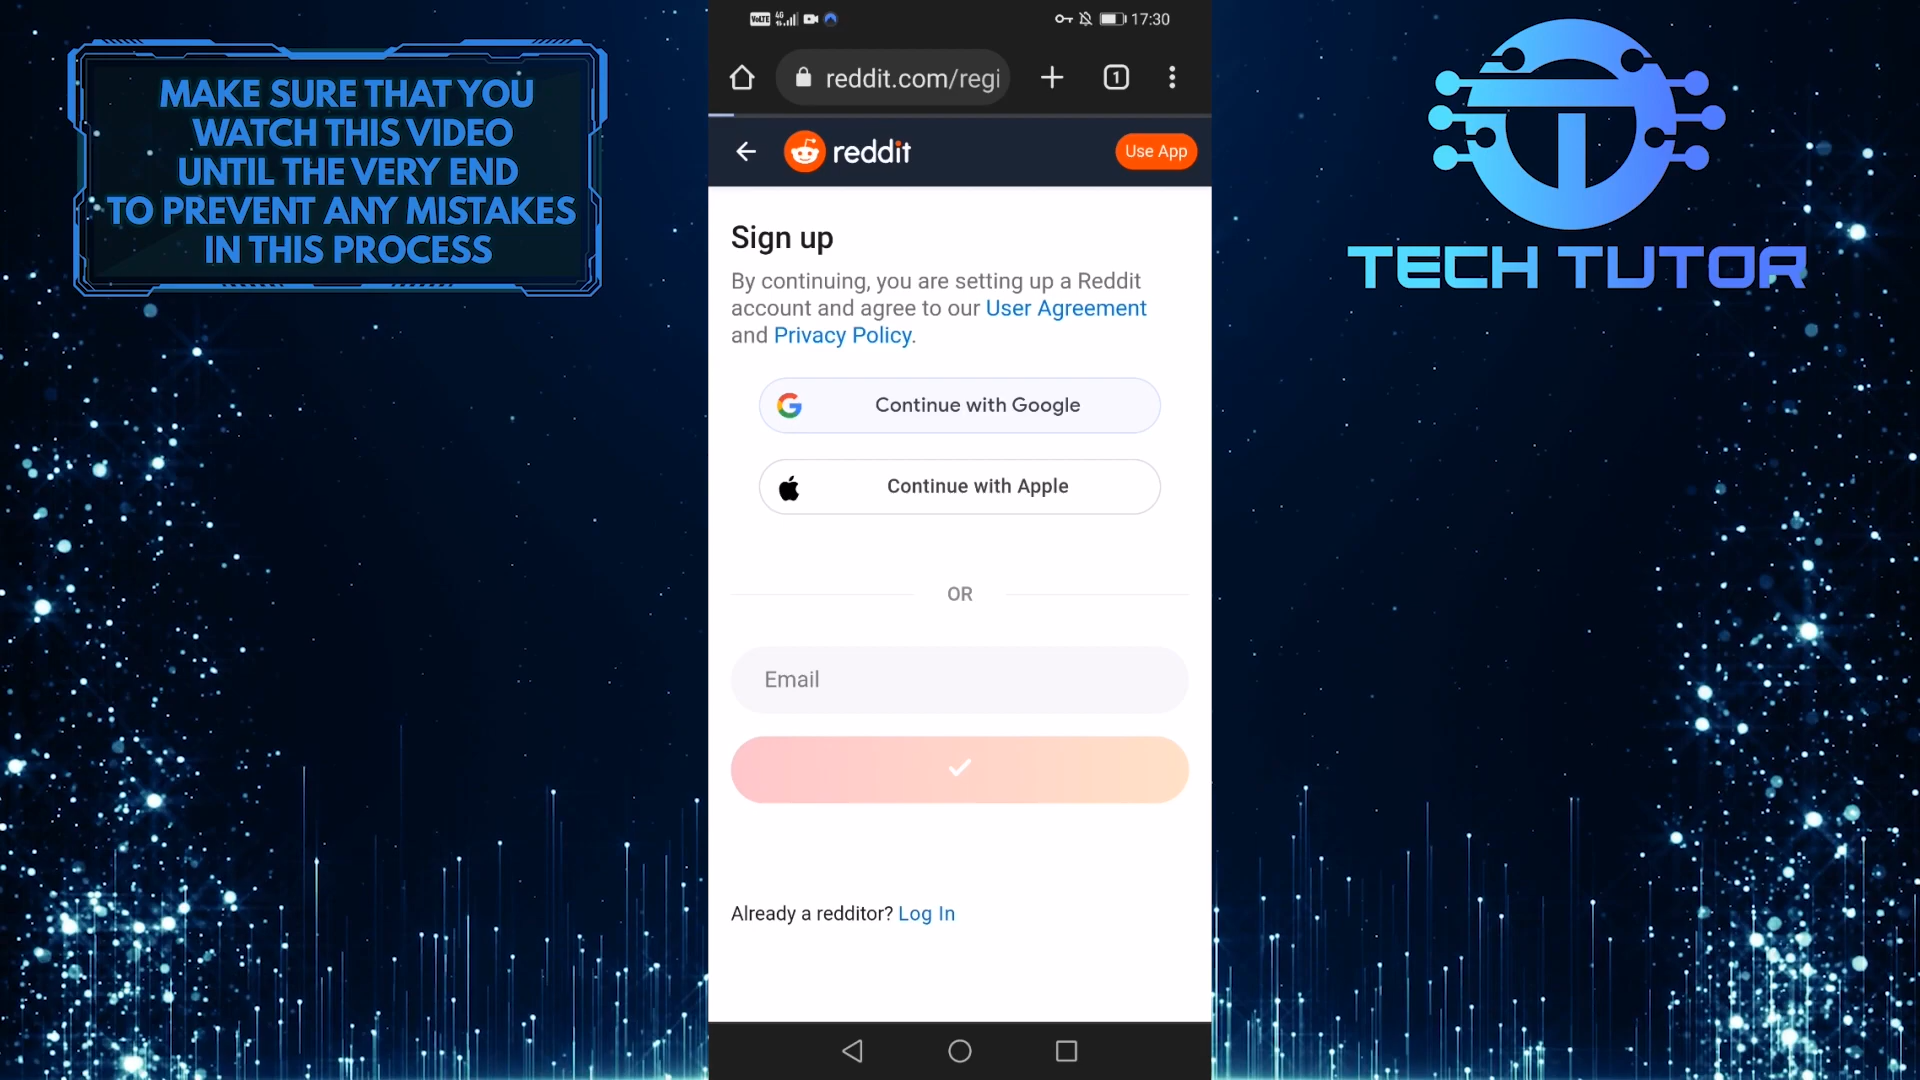 MAKE SURE THAT YOU
WATCH THIS VIDEO
UNTIL THE VERY END
TO PREVENT ANY MISTAKES
IN THIS PROCESS
VoLTE 4G
17:30
reddit.com/regi
1
reddit
Use App
Sign up
By continuing, you are setting up a Reddit
account and agree to our User Agreement
and Privacy Policy.
Continue with Google
Continue with Apple
OR
Email
Already a redditor? Log In
TECH TUTOR